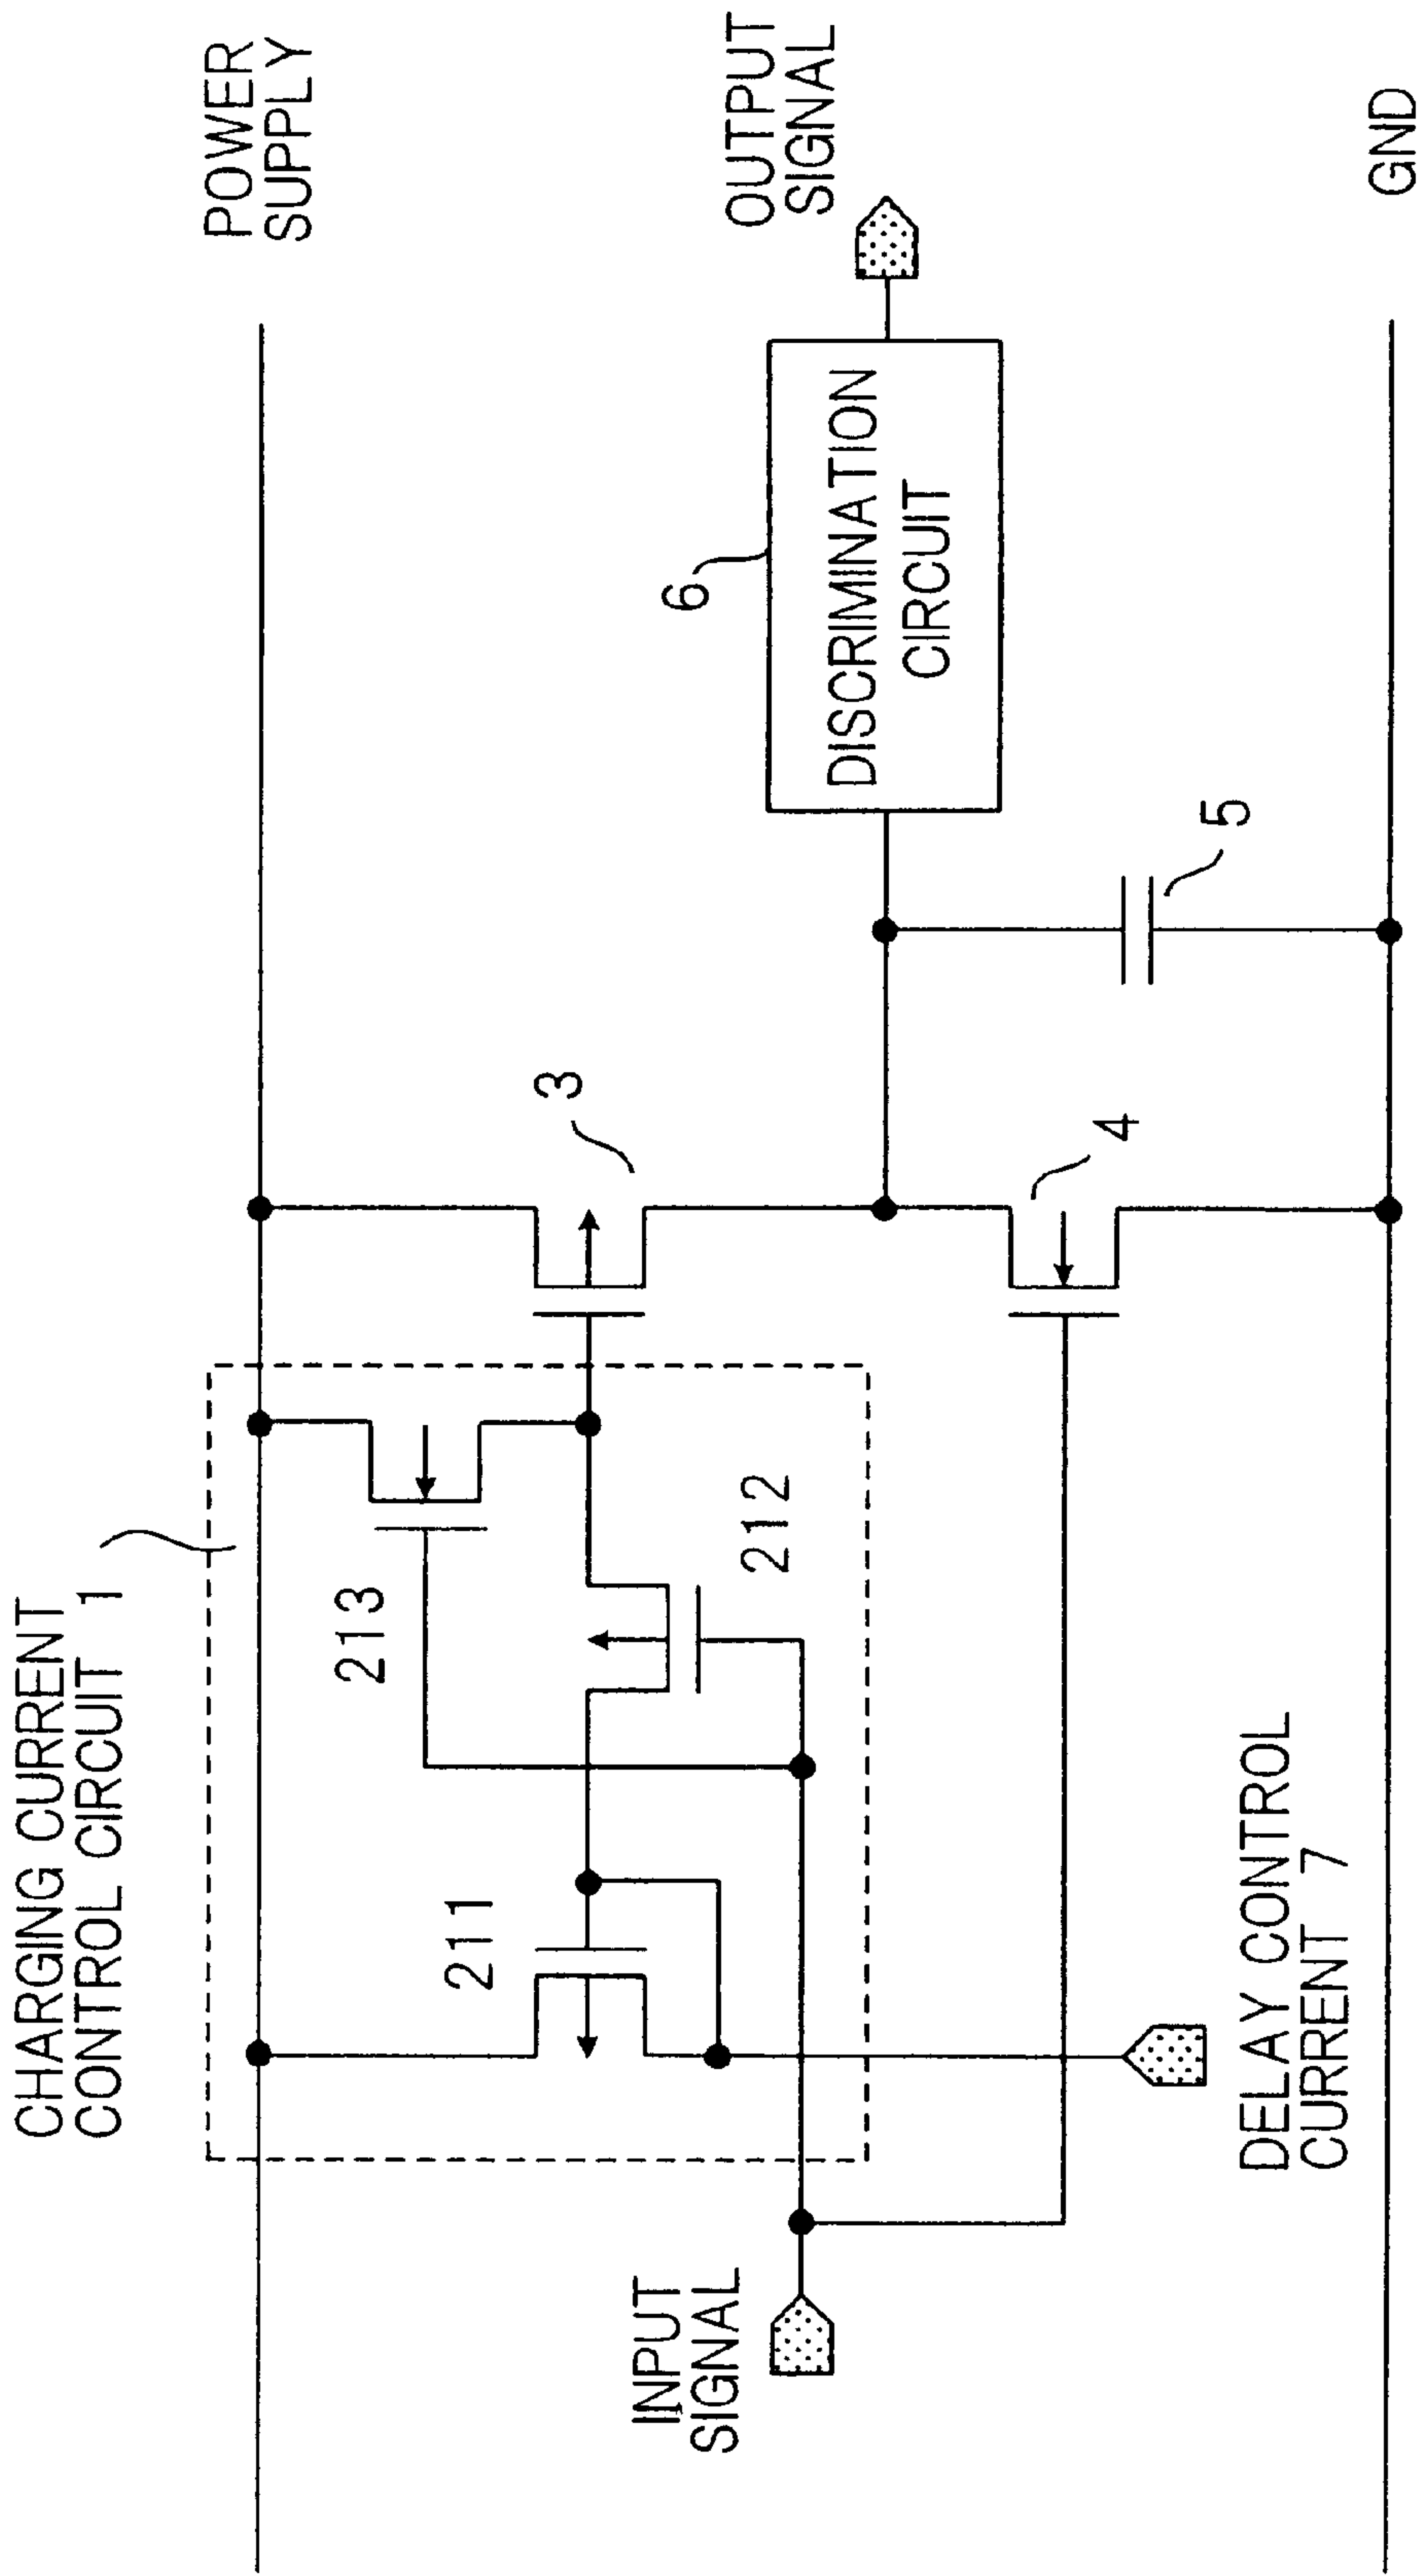 CHARGING CURRENT
CONTROL CIRCUIT 1
POWER
SUPPLY
213
3
211
212
6
DISCRIMINATION
CIRCUIT
OUTPUT
SIGNAL
INPUT
SIGNAL
4
5
DELAY CONTROL
CURRENT 7
GND